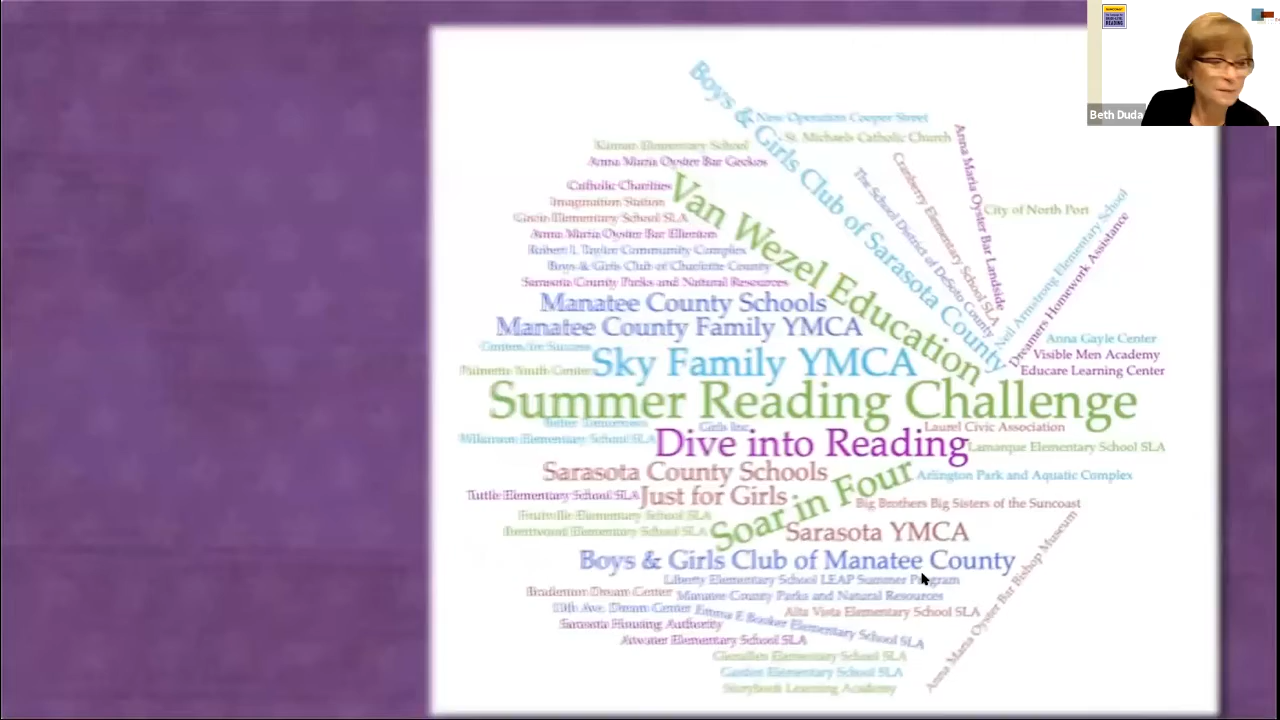 Beth Duda
Boys & Girls Club of Sarasota County
New Operation Cooper Street
St. Michaels Catholic Church
Kinnan Elementary School
Anna Maria Oyster Bar Geckos
Catholic Charities
Imagination Station
Gocio Elementary School SLA
Anna Maria Oyster Bar Ellenton
Robert L Taylor Community Complex
Boys & Girls Club of Charlotte County
Sarasota County Parks and Natural Resources
Van Wezel Education
The School District of DeSoto County
Cranberry Elementary School SLA
Anna Maria Oyster Bar Landside
City of North Port
Neil Armstrong Elementary School
Dreamers Homework Assistance
Manatee County Schools
Manatee County Family YMCA
Sky Family YMCA
Palmetto Youth Center
Anna Gayle Center
Visible Men Academy
Educare Learning Center
Summer Reading Challenge
Girls Inc
Laurel Civic Association
Wilkinson Elementary School SLA
Dive into Reading
Lamarque Elementary School SLA
Sarasota County Schools
Arlington Park and Aquatic Complex
Tuttle Elementary School SLA
Just for Girls
Soar in Four
Big Brothers Big Sisters of the Suncoast
Fruitville Elementary School SLA
Brentwood Elementary School SLA
Sarasota YMCA
Boys & Girls Club of Manatee County
Liberty Elementary School LEAP Summer Program
Bradenton Dream Center
Manatee County Parks and Natural Resources
13th Ave. Dream Center
Emma E Booker Elementary School SLA
Alta Vista Elementary School SLA
Sarasota Housing Authority
Atwater Elementary School SLA
Glenallen Elementary School SLA
Garden Elementary School SLA
Storybook Learning Academy
Anna Maria Oyster Bar Bishop Museum